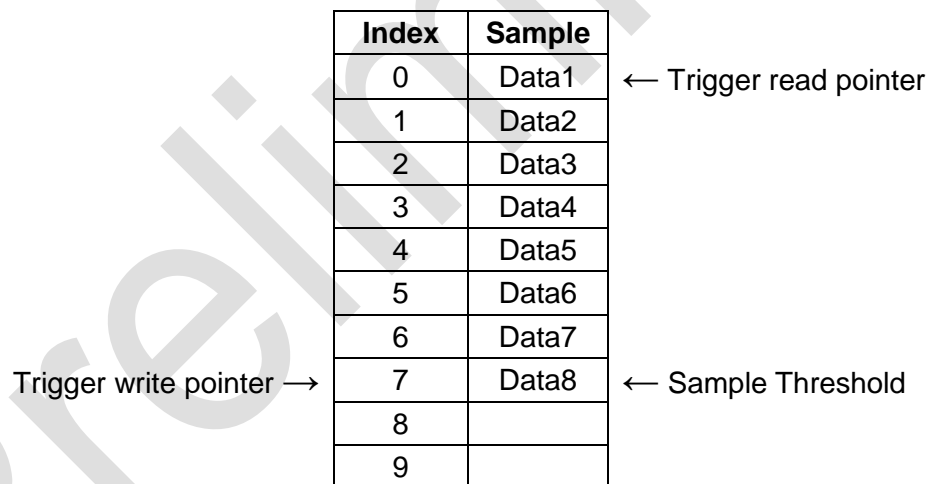 Index Sample
0 Data1 ← Trigger read pointer
1 Data2
2 Data3
3 Data4
4 Data5
5 Data6
6 Data7
Trigger write pointer → 7 Data8 ← Sample Threshold
8
9